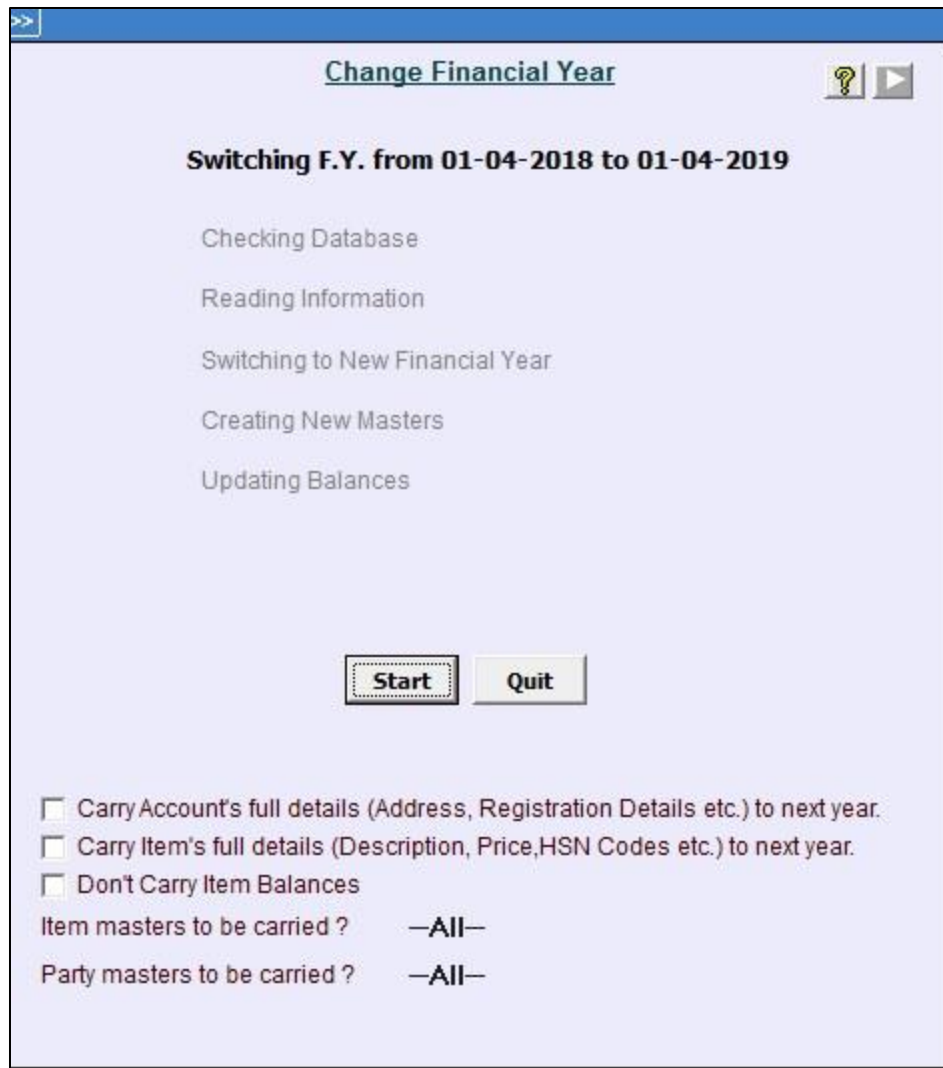 >>
Change Financial Year
?
Switching F.Y. from 01-04-2018 to 01-04-2019
Checking Database
Reading Information
Switching to New Financial Year
Creating New Masters
Updating Balances
Start Quit
Carry Account's full details (Address, Registration Details etc.) to next year.
Carry Item's full details (Description, Price,HSN Codes etc.) to next year.
Don't Carry Item Balances
Item masters to be carried ? —All—
Party masters to be carried ? —All—